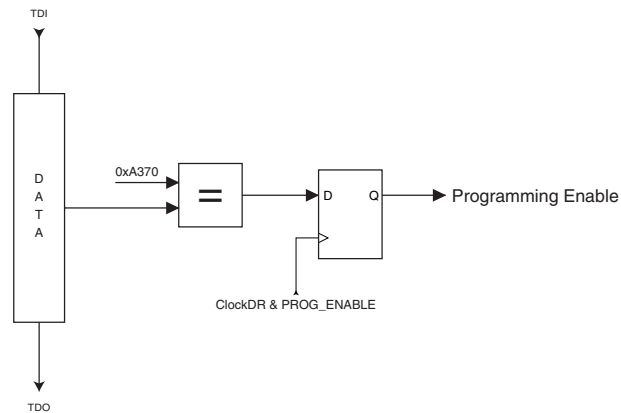 TDI
D
A
T
A
0xA370
=
D
Q
Programming Enable
ClockDR & PROG_ENABLE
TDO